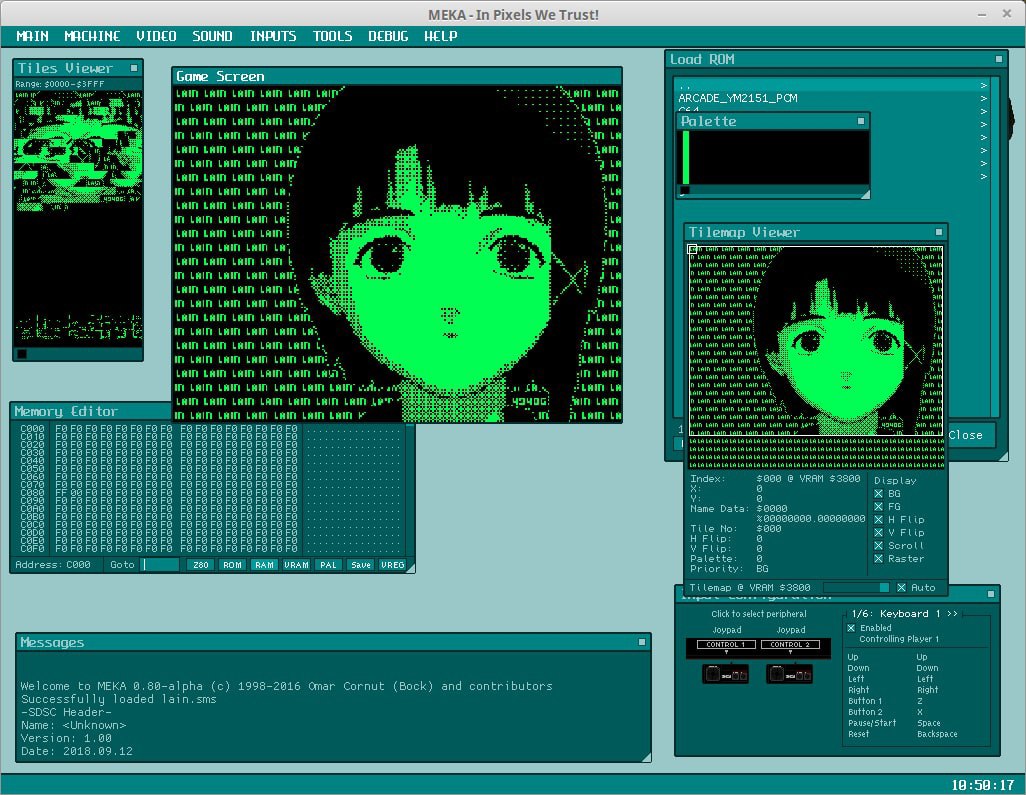 MEKA - In Pixels We Trust!
MAIN MACHINE VIDEO SOUND INPUTS TOOLS DEBUG HELP
Tiles Viewer
Range: $0000-$3FFF
Game Screen
Load ROM
..
>
ARCADE_YM2151_PCM
>
C64
>
>
>
>
>
>
Palette
Tilemap Viewer
Close
Index: $000 @ VRAM $3800
X: 0
Y: 0
Name Data: $0000
%00000000.00000000
Tile No: $000
H Flip: 0
V Flip: 0
Palette: 0
Priority: BG
Display
BG
FG
H Flip
V Flip
Scroll
Raster
Tilemap @ VRAM $3800
Auto
Memory Editor
C000 F0 F0 F0 F0 F0 F0 F0 F0 F0 F0 F0 F0 F0 F0 F0 F0
C010 F0 F0 F0 F0 F0 F0 F0 F0 F0 F0 F0 F0 F0 F0 F0 F0
C020 F0 F0 F0 F0 F0 F0 F0 F0 F0 F0 F0 F0 F0 F0 F0 F0
C030 F0 F0 F0 F0 F0 F0 F0 F0 F0 F0 F0 F0 F0 F0 F0 F0
C040 F0 F0 F0 F0 F0 F0 F0 F0 F0 F0 F0 F0 F0 F0 F0 F0
C050 F0 F0 F0 F0 F0 F0 F0 F0 F0 F0 F0 F0 F0 F0 F0 F0
C060 F0 F0 F0 F0 F0 F0 F0 F0 F0 F0 F0 F0 F0 F0 F0 F0
C070 F0 F0 F0 F0 F0 F0 F0 F0 F0 F0 F0 F0 F0 F0 F0 F0
C080 FF 00 F0 F0 F0 F0 F0 F0 F0 F0 F0 F0 F0 F0 F0 F0
C090 F0 F0 F0 F0 F0 F0 F0 F0 F0 F0 F0 F0 F0 F0 F0 F0
C0A0 F0 F0 F0 F0 F0 F0 F0 F0 F0 F0 F0 F0 F0 F0 F0 F0
C0B0 F0 F0 F0 F0 F0 F0 F0 F0 F0 F0 F0 F0 F0 F0 F0 F0
C0C0 F0 F0 F0 F0 F0 F0 F0 F0 F0 F0 F0 F0 F0 F0 F0 F0
C0D0 F0 F0 F0 F0 F0 F0 F0 F0 F0 F0 F0 F0 F0 F0 F0 F0
C0E0 F0 F0 F0 F0 F0 F0 F0 F0 F0 F0 F0 F0 F0 F0 F0 F0
C0F0 F0 F0 F0 F0 F0 F0 F0 F0 F0 F0 F0 F0 F0 F0 F0 F0
Address: C000 Goto Z80 ROM RAM VRAM PAL Save VREG
Input Configuration
Click to select peripheral
Joypad Joypad
CONTROL 1 CONTROL 2
1/6: Keyboard 1 >>
Enabled
Controlling Player 1
Up Up
Down Down
Left Left
Right Right
Button 1 Z
Button 2 X
Pause/Start Space
Reset Backspace
Messages
Welcome to MEKA 0.80-alpha (c) 1998-2016 Omar Cornut (Bock) and contributors
Successfully loaded lain.sms
-SDSC Header-
Name: <Unknown>
Version: 1.00
Date: 2018.09.12
10:50:17